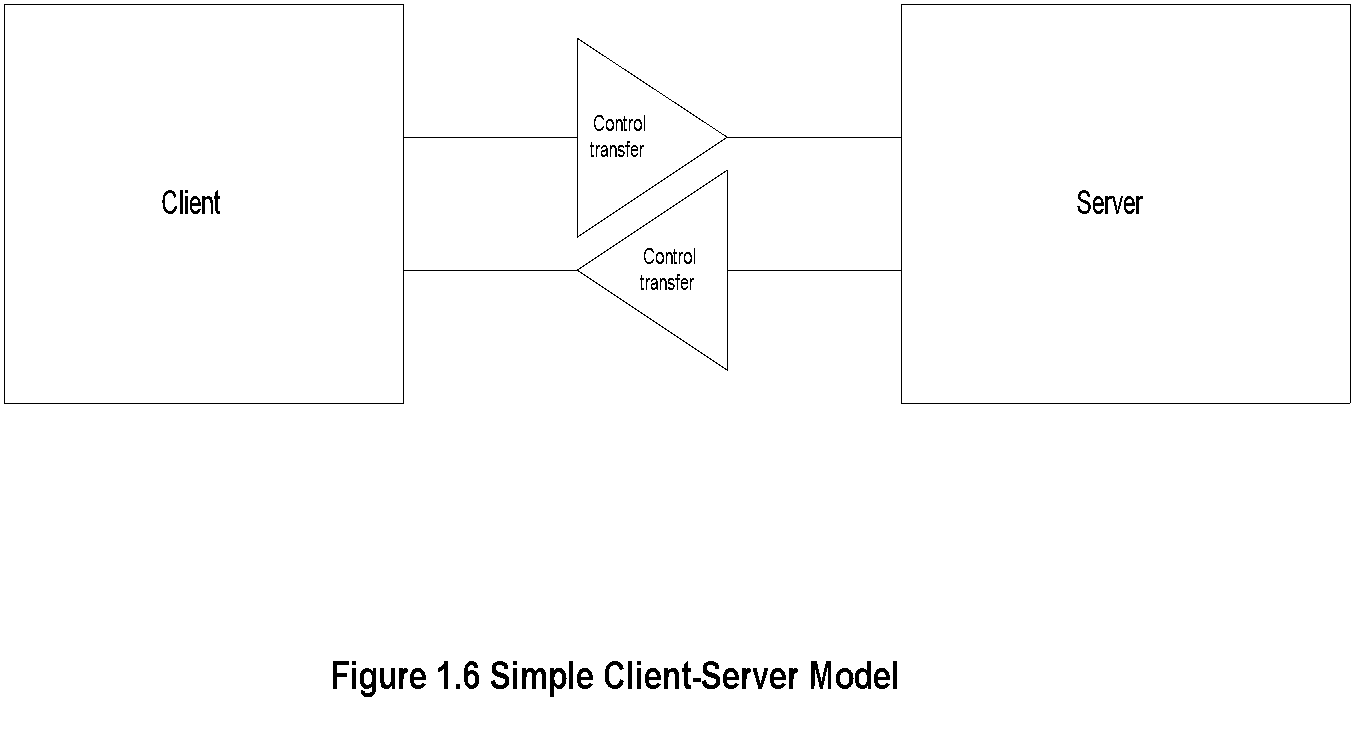 Control
transfer
Client
Server
Control
transfer
Figure 1.6 Simple Client-Server Model